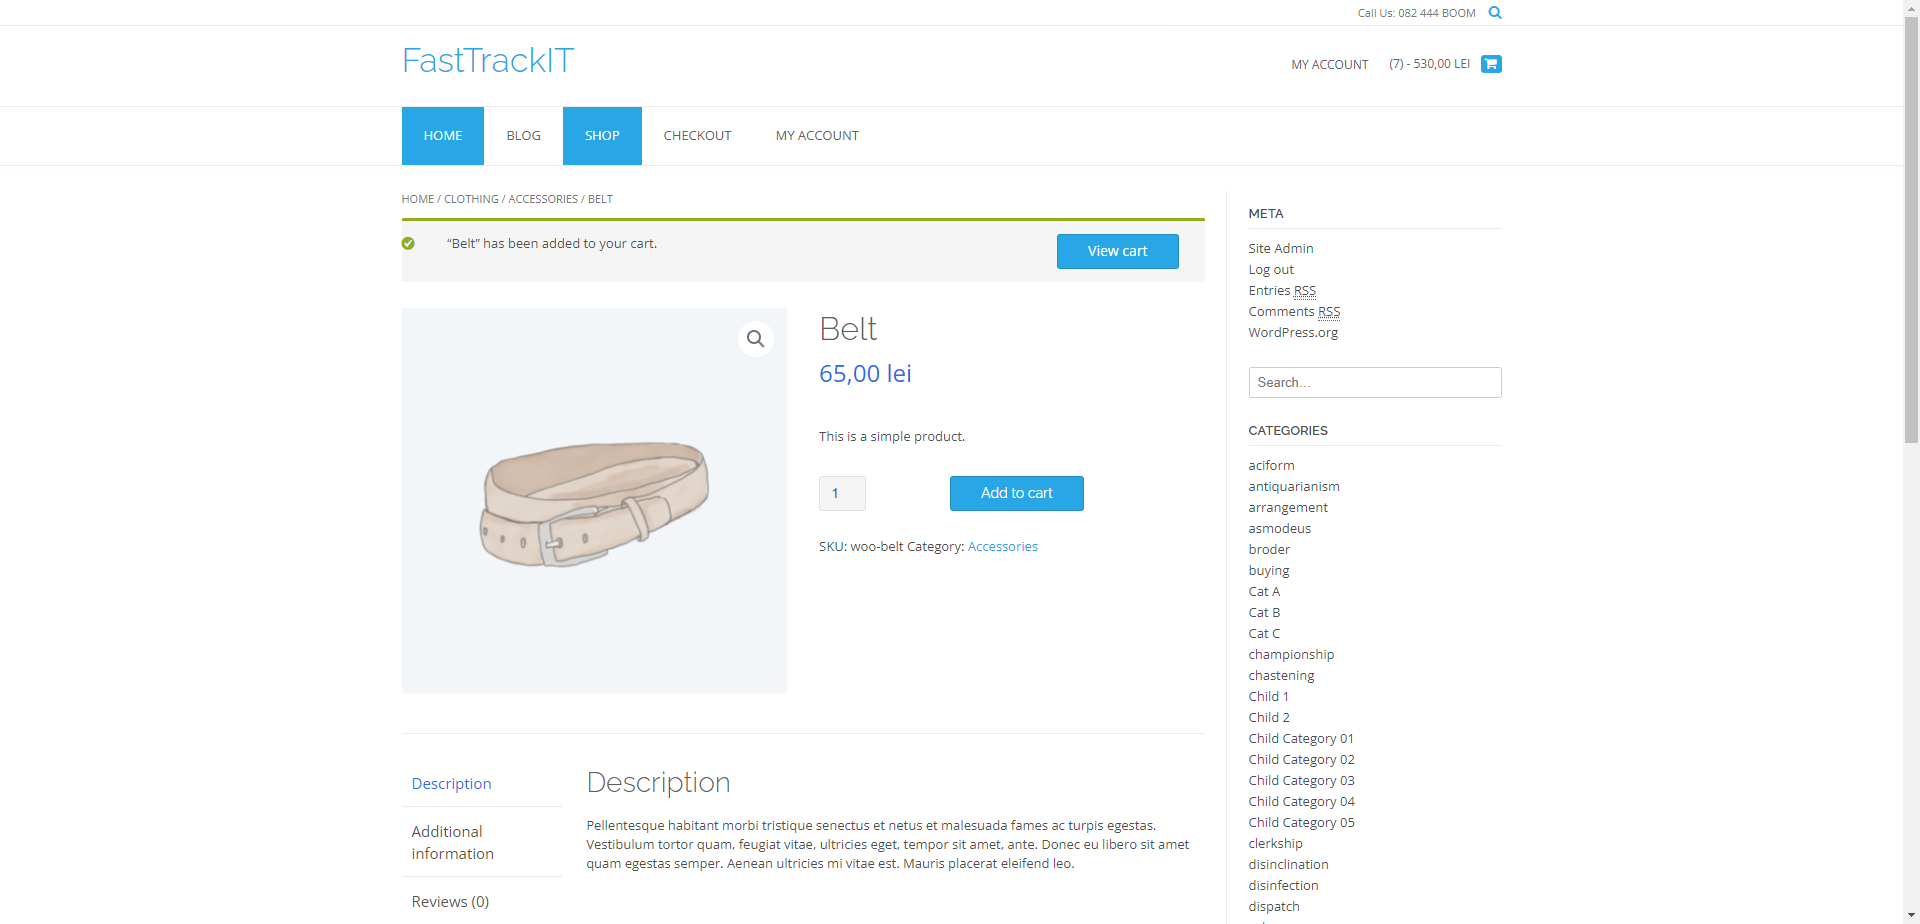 Call Us: 082 444 BOOM
FastTrackIT
MY ACCOUNT (7) - 530,00 LEI
HOME BLOG SHOP CHECKOUT MY ACCOUNT
HOME / CLOTHING / ACCESSORIES / BELT
“Belt” has been added to your cart.
View cart
Belt
65,00 lei
This is a simple product.
1
Add to cart
SKU: woo-belt Category: Accessories
Description
Additional
information
Reviews (0)
Description
Pellentesque habitant morbi tristique senectus et netus et malesuada fames ac turpis egestas.
Vestibulum tortor quam, feugiat vitae, ultricies eget, tempor sit amet, ante. Donec eu libero sit amet
quam egestas semper. Aenean ultricies mi vitae est. Mauris placerat eleifend leo.
META
Site Admin
Log out
Entries RSS
Comments RSS
WordPress.org
Search...
CATEGORIES
aciform
antiquarianism
arrangement
asmodeus
broder
buying
Cat A
Cat B
Cat C
championship
chastening
Child 1
Child 2
Child Category 01
Child Category 02
Child Category 03
Child Category 04
Child Category 05
clerkship
disinclination
disinfection
dispatch